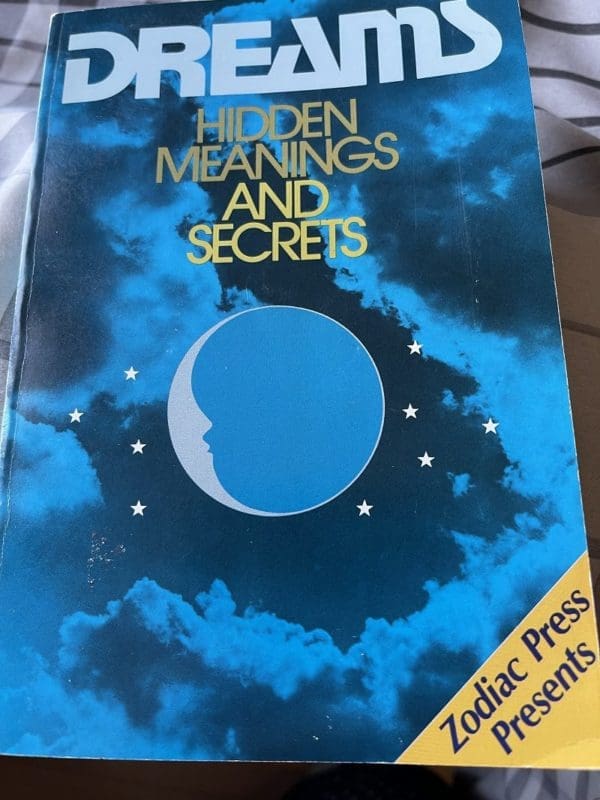 DREAMS
HIDDEN
MEANINGS
AND
SECRETS
Zodiac Press
Presents